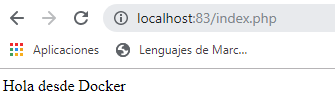 localhost:83/index.php
Aplicaciones Lenguajes de Marc...
Hola desde Docker